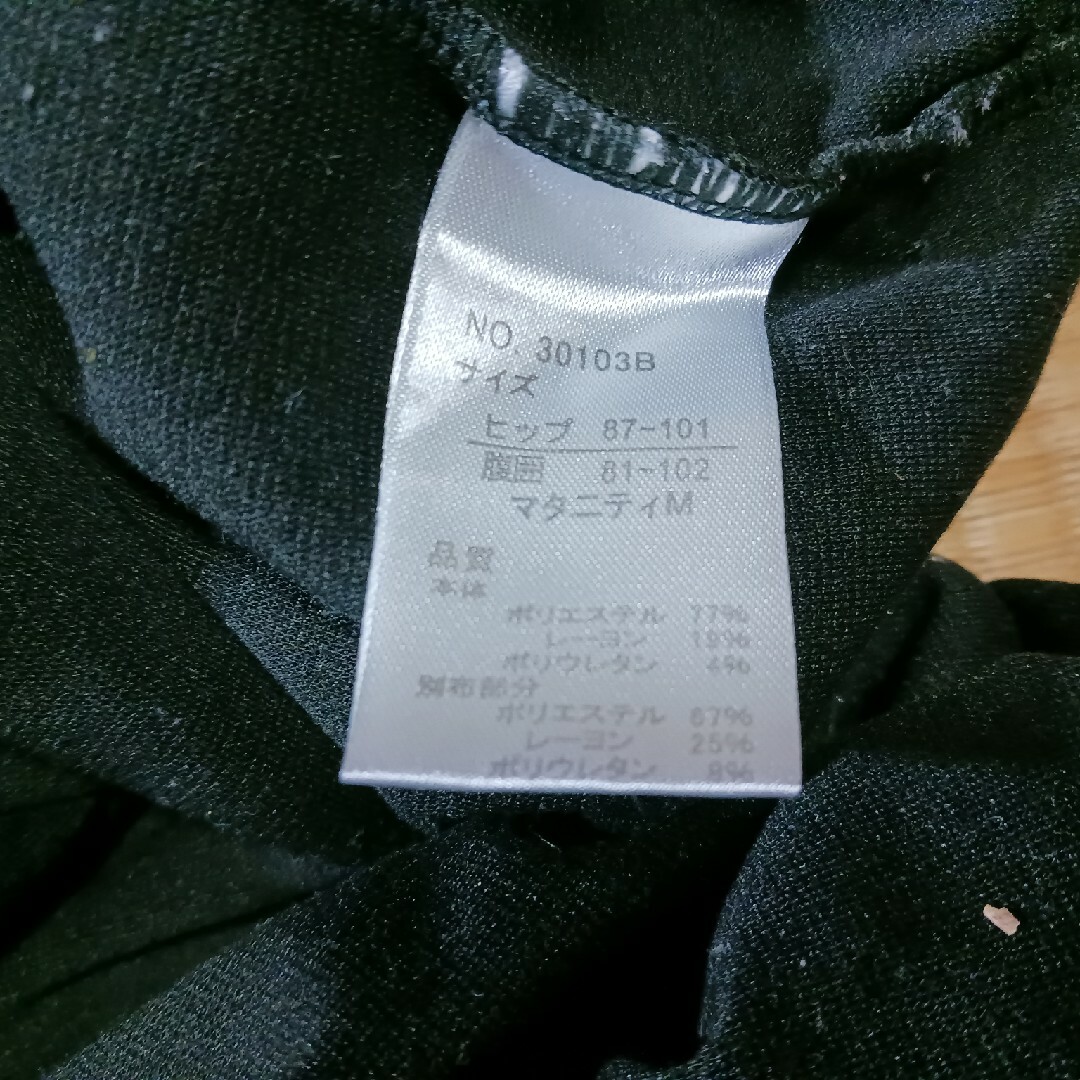 NO. 30103B
サイズ
ヒップ 87-101
腹囲 81~102
マタニティM
品質
本体
ポリエステル 77%
レーヨン 19%
ポリウレタン 4%
別布部分
ポリエステル 67%
レーヨン 25%
ポリウレタン 8%